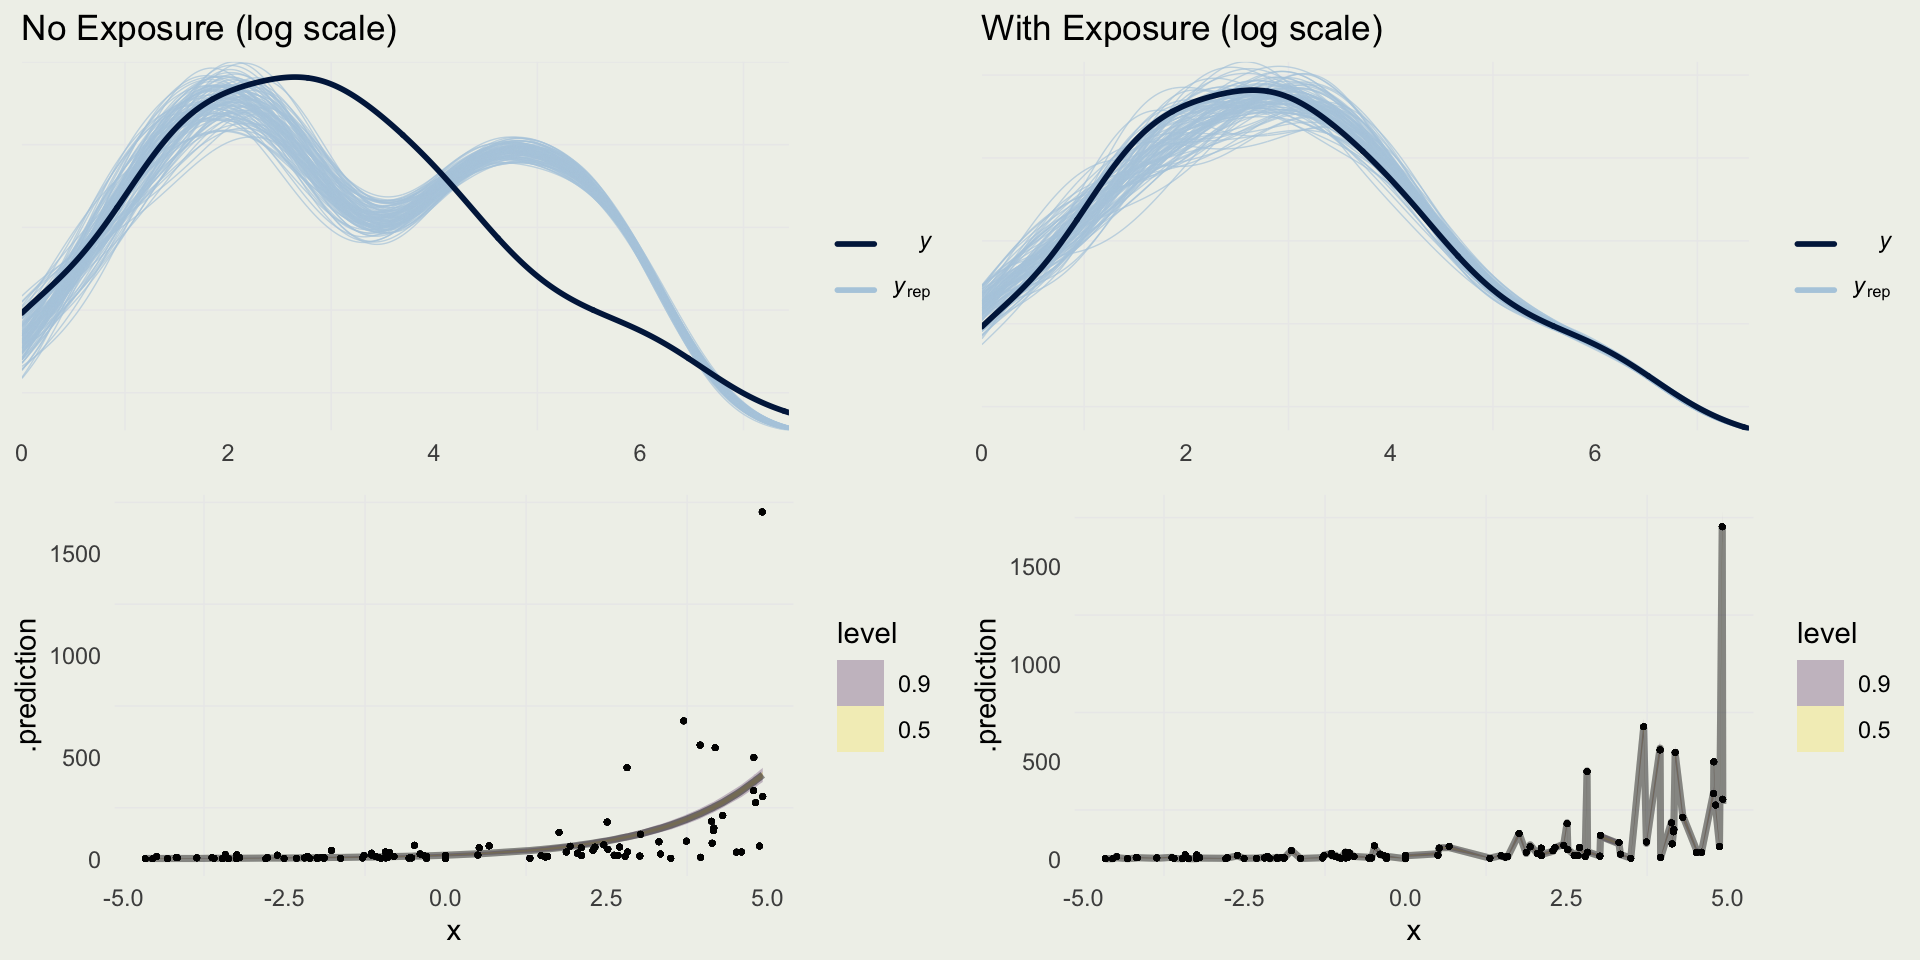 No Exposure (log scale)
y
yrep
0 2 4 6
With Exposure (log scale)
y
yrep
0 2 4 6
.prediction
1500
1000
500
0
-5.0 -2.5 0.0 2.5 5.0
x
level
0.9
0.5
.prediction
1500
1000
500
0
-5.0 -2.5 0.0 2.5 5.0
x
level
0.9
0.5